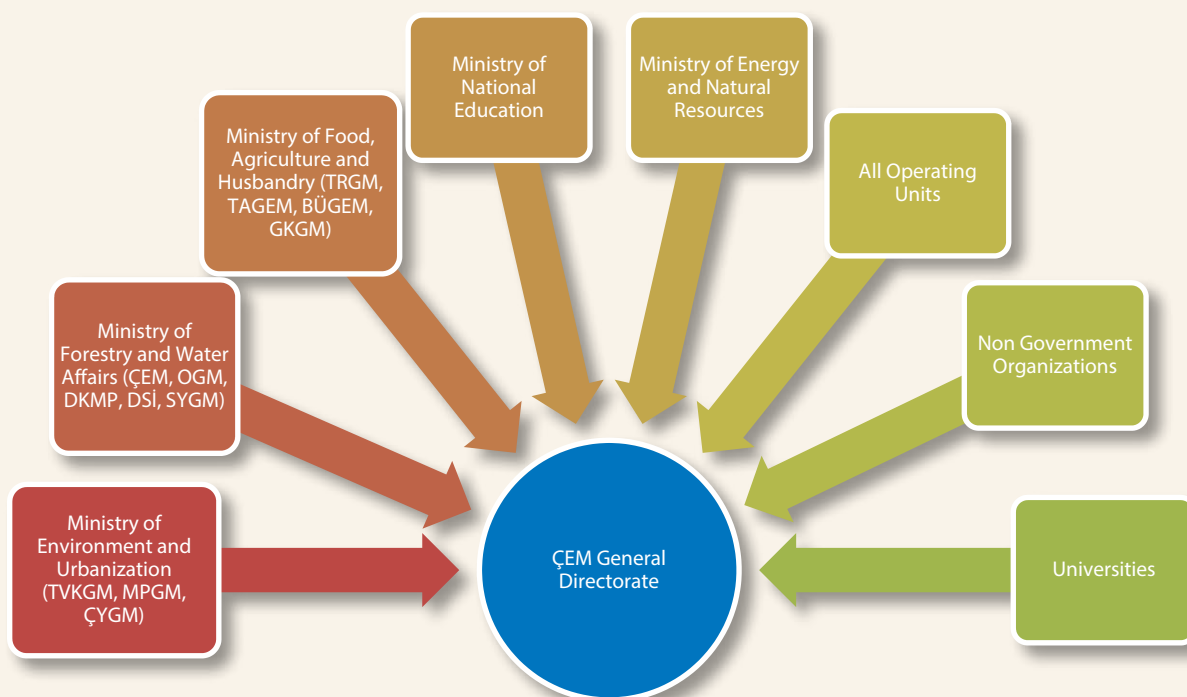 Ministry of
National
Education
Ministry of Energy
and Natural
Resources
Ministry of Food,
Agriculture and
Husbandry (TRGM,
TAGEM, BÜGEM,
GKGM)
All Operating
Units
Ministry of
Forestry and Water
Affairs (ÇEM, OGM,
DKMP, DSİ, SYGM)
Non Government
Organizations
Ministry of
Environment and
Urbanization
(TVKGM, MPGM,
ÇYGM)
ÇEM General
Directorate
Universities